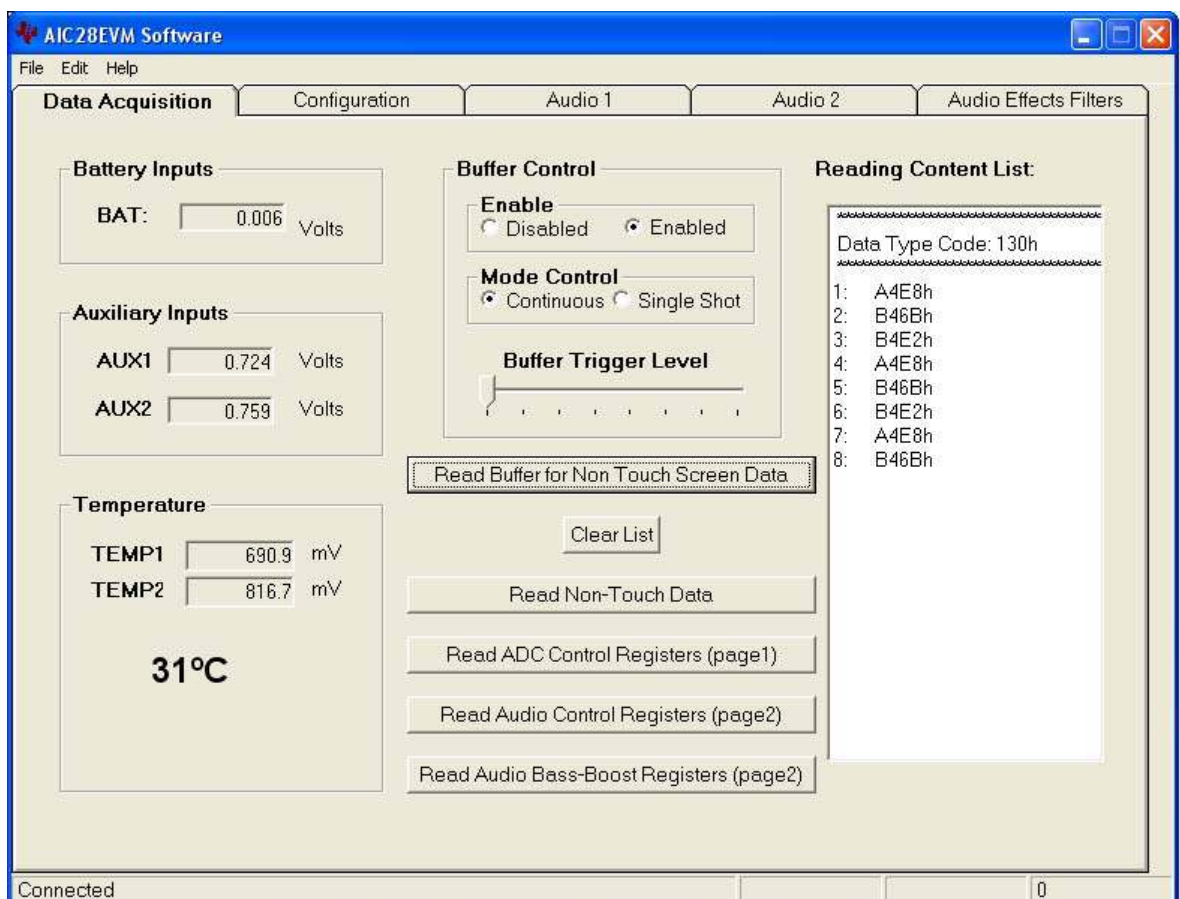 AIC28EVM Software
File Edit Help
Data Acquisition Configuration Audio 1 Audio 2 Audio Effects Filters
Battery Inputs
BAT: 0.006 Volts
Auxiliary Inputs
AUX1 0.724 Volts
AUX2 0.759 Volts
Temperature
TEMP1 690.9 mV
TEMP2 816.7 mV
31ºC
Buffer Control
Enable
Disabled Enabled
Mode Control
Continuous Single Shot
Buffer Trigger Level
Read Buffer for Non Touch Screen Data
Clear List
Read Non-Touch Data
Read ADC Control Registers (page1)
Read Audio Control Registers (page2)
Read Audio Bass-Boost Registers (page2)
Reading Content List:
Data Type Code: 130h
1: A4E8h
2: B46Bh
3: B4E2h
4: A4E8h
5: B46Bh
6: B4E2h
7: A4E8h
8: B46Bh
Connected 0